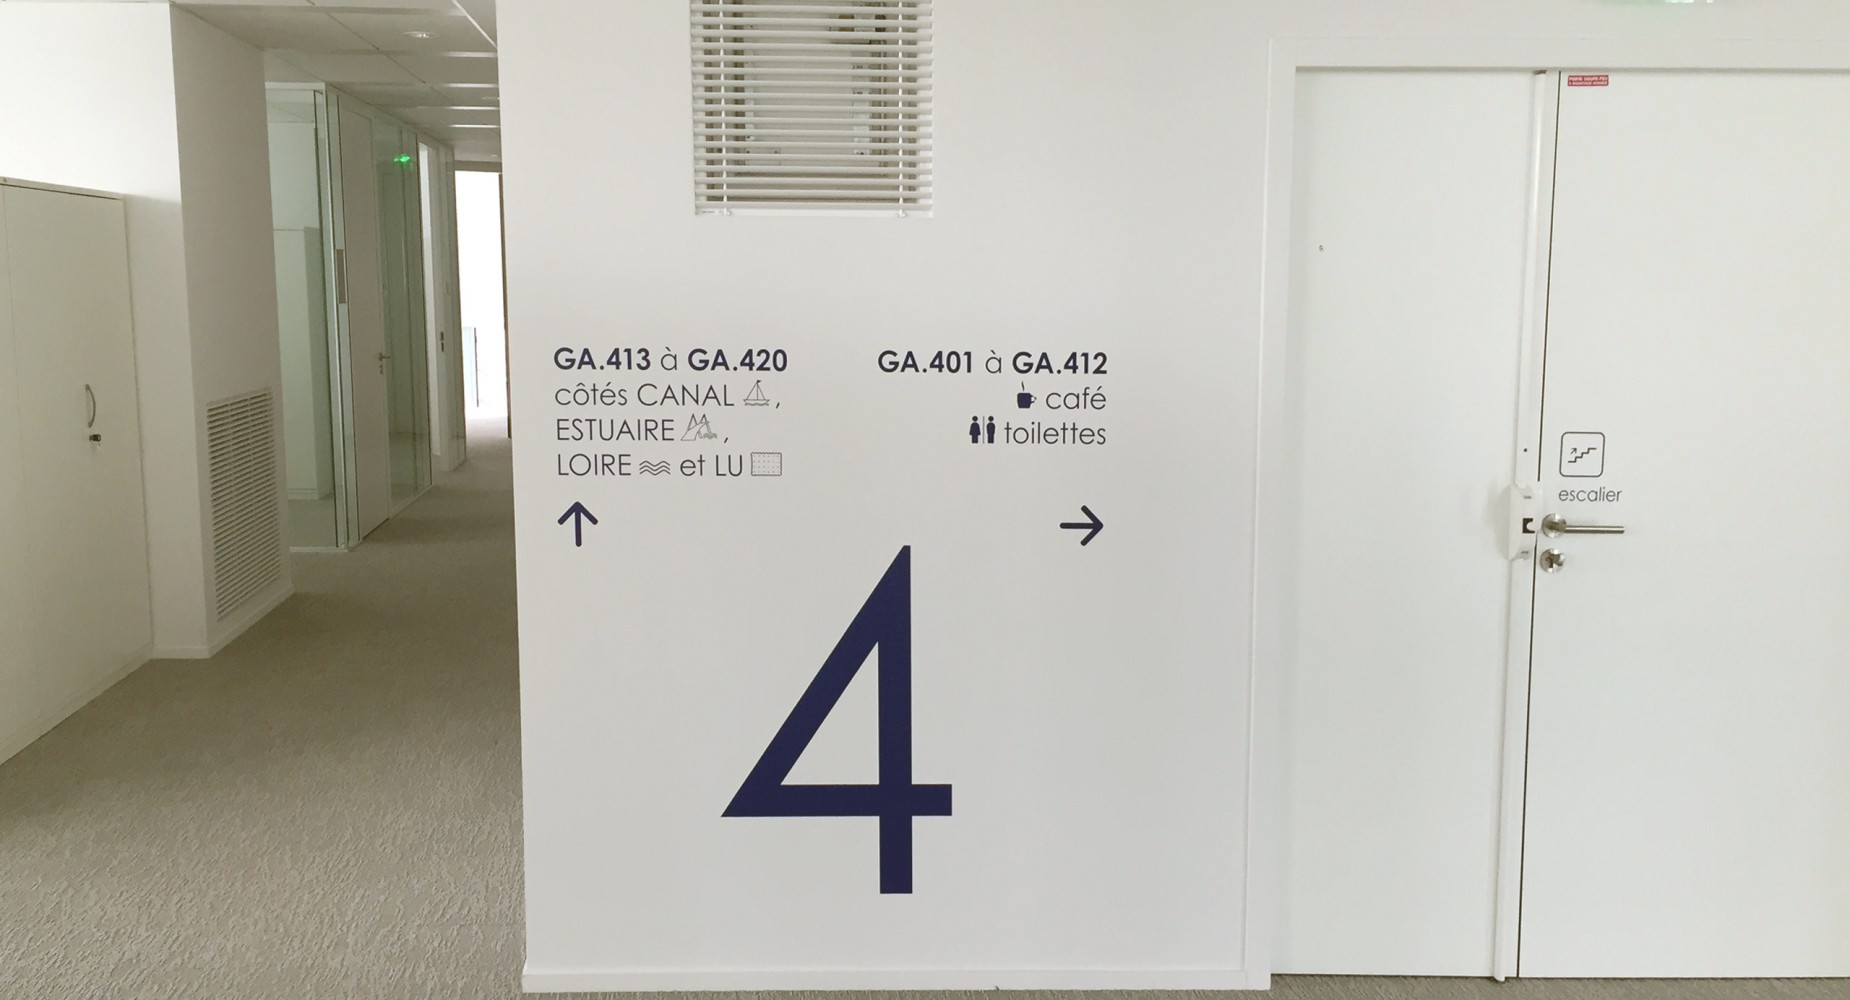 GA.413 à GA.420
côtés CANAL ,
ESTUAIRE ,
LOIRE et LU
GA.401 à GA.412
café
toilettes
4
escalier